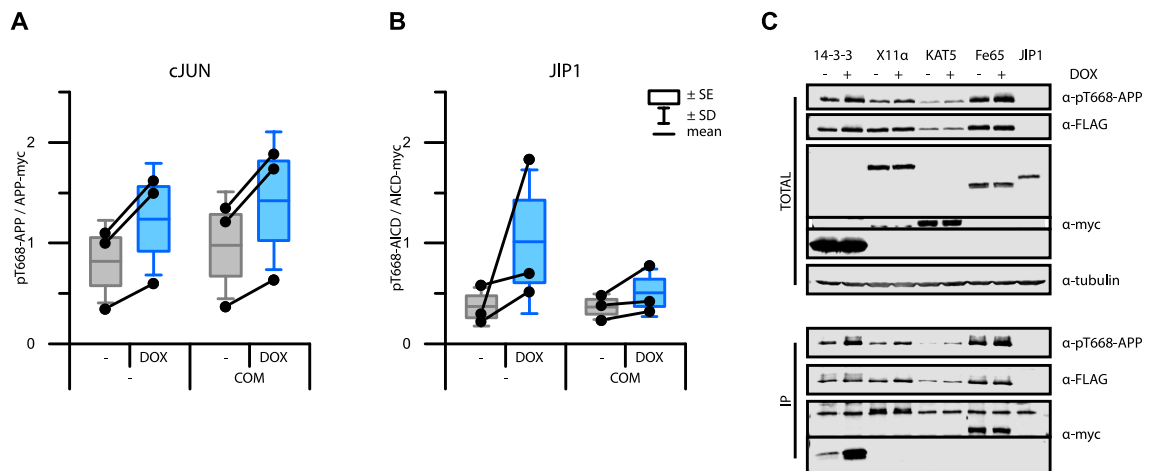 A
cJUN
pT668-APP / APP-myc
2
1
0
- DOX - DOX
- COM
B
JIP1
± SE
± SD
mean
pT668-AICD / AICD-myc
2
1
0
- DOX - DOX
- COM
C
14-3-3 X11α KAT5 Fe65 JIP1
- + - + - + - + DOX
TOTAL
α-pT668-APP
α-FLAG
α-myc
α-tubulin
IP
α-pT668-APP
α-FLAG
α-myc